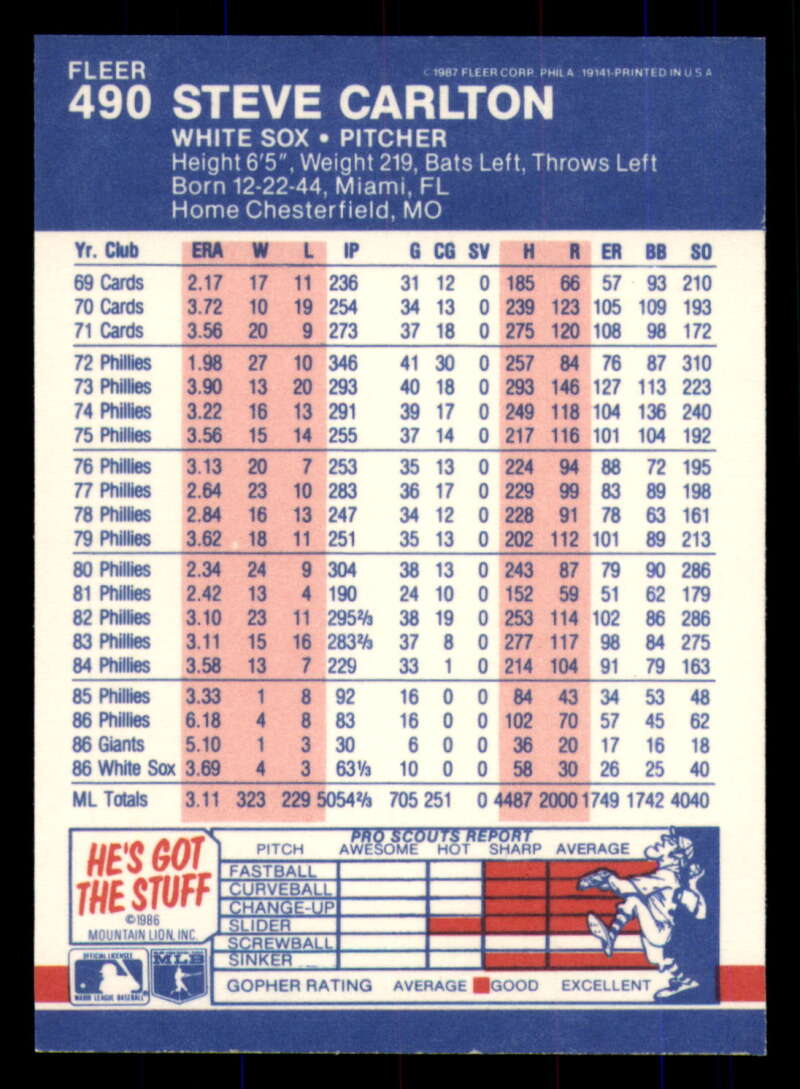 FLEER
©1987 FLEER CORP. PHILA. 19141-PRINTED IN U.S.A
490 STEVE CARLTON
WHITE SOX • PITCHER
Height 6'5", Weight 219, Bats Left, Throws Left
Born 12-22-44, Miami, FL
Home Chesterfield, MO
Yr. Club ERA W L IP G CG SV H R ER BB SO
69 Cards 2.17 17 11 236 31 12 0 185 66 57 93 210
70 Cards 3.72 10 19 254 34 13 0 239 123 105 109 193
71 Cards 3.56 20 9 273 37 18 0 275 120 108 98 172
72 Phillies 1.98 27 10 346 41 30 0 257 84 76 87 310
73 Phillies 3.90 13 20 293 40 18 0 293 146 127 113 223
74 Phillies 3.22 16 13 291 39 17 0 249 118 104 136 240
75 Phillies 3.56 15 14 255 37 14 0 217 116 101 104 192
76 Phillies 3.13 20 7 253 35 13 0 224 94 88 72 195
77 Phillies 2.64 23 10 283 36 17 0 229 99 83 89 198
78 Phillies 2.84 16 13 247 34 12 0 228 91 78 63 161
79 Phillies 3.62 18 11 251 35 13 0 202 112 101 89 213
80 Phillies 2.34 24 9 304 38 13 0 243 87 79 90 286
81 Phillies 2.42 13 4 190 24 10 0 152 59 51 62 179
82 Phillies 3.10 23 11 295⅔ 38 19 0 253 114 102 86 286
83 Phillies 3.11 15 16 283⅔ 37 8 0 277 117 98 84 275
84 Phillies 3.58 13 7 229 33 1 0 214 104 91 79 163
85 Phillies 3.33 1 8 92 16 0 0 84 43 34 53 48
86 Phillies 6.18 4 8 83 16 0 0 102 70 57 45 62
86 Giants 5.10 1 3 30 6 0 0 36 20 17 16 18
86 White Sox 3.69 4 3 63⅓ 10 0 0 58 30 26 25 40
ML Totals 3.11 323 229 5054⅔ 705 251 0 4487 2000 1749 1742 4040
HE'S GOT
THE STUFF
©1986
MOUNTAIN LION, INC.
PRO SCOUTS REPORT
PITCH AWESOME HOT SHARP AVERAGE
FASTBALL
CURVEBALL
CHANGE-UP
SLIDER
SCREWBALL
SINKER
GOPHER RATING AVERAGE GOOD EXCELLENT
OFFICIAL LICENSEE
MAJOR LEAGUE BASEBALL
MLB